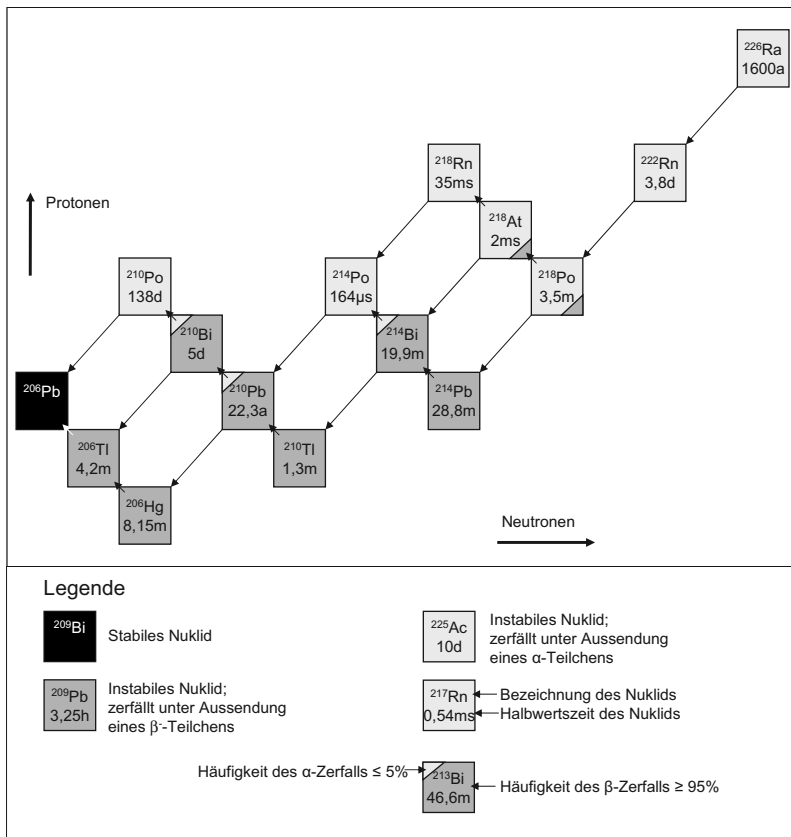 ²²⁶Ra
1600a
²¹⁸Rn
35ms
²²²Rn
3,8d
Protonen
²¹⁸At
2ms
²¹⁰Po
138d
²¹⁴Po
164µs
²¹⁸Po
3,5m
²¹⁰Bi
5d
²¹⁴Bi
19,9m
²⁰⁶Pb
²¹⁰Pb
22,3a
²¹⁴Pb
28,8m
²⁰⁶Tl
4,2m
²¹⁰Tl
1,3m
²⁰⁶Hg
8,15m
Neutronen
Legende
²⁰⁹Bi
Stabiles Nuklid
²²⁵Ac
10d
Instabiles Nuklid;
zerfällt unter Aussendung
eines α-Teilchens
²⁰⁹Pb
3,25h
Instabiles Nuklid;
zerfällt unter Aussendung
eines β⁻-Teilchens
²¹⁷Rn
0,54ms
Bezeichnung des Nuklids
Halbwertszeit des Nuklids
Häufigkeit des α-Zerfalls ≤ 5%
²¹³Bi
46,6m
Häufigkeit des β-Zerfalls ≥ 95%